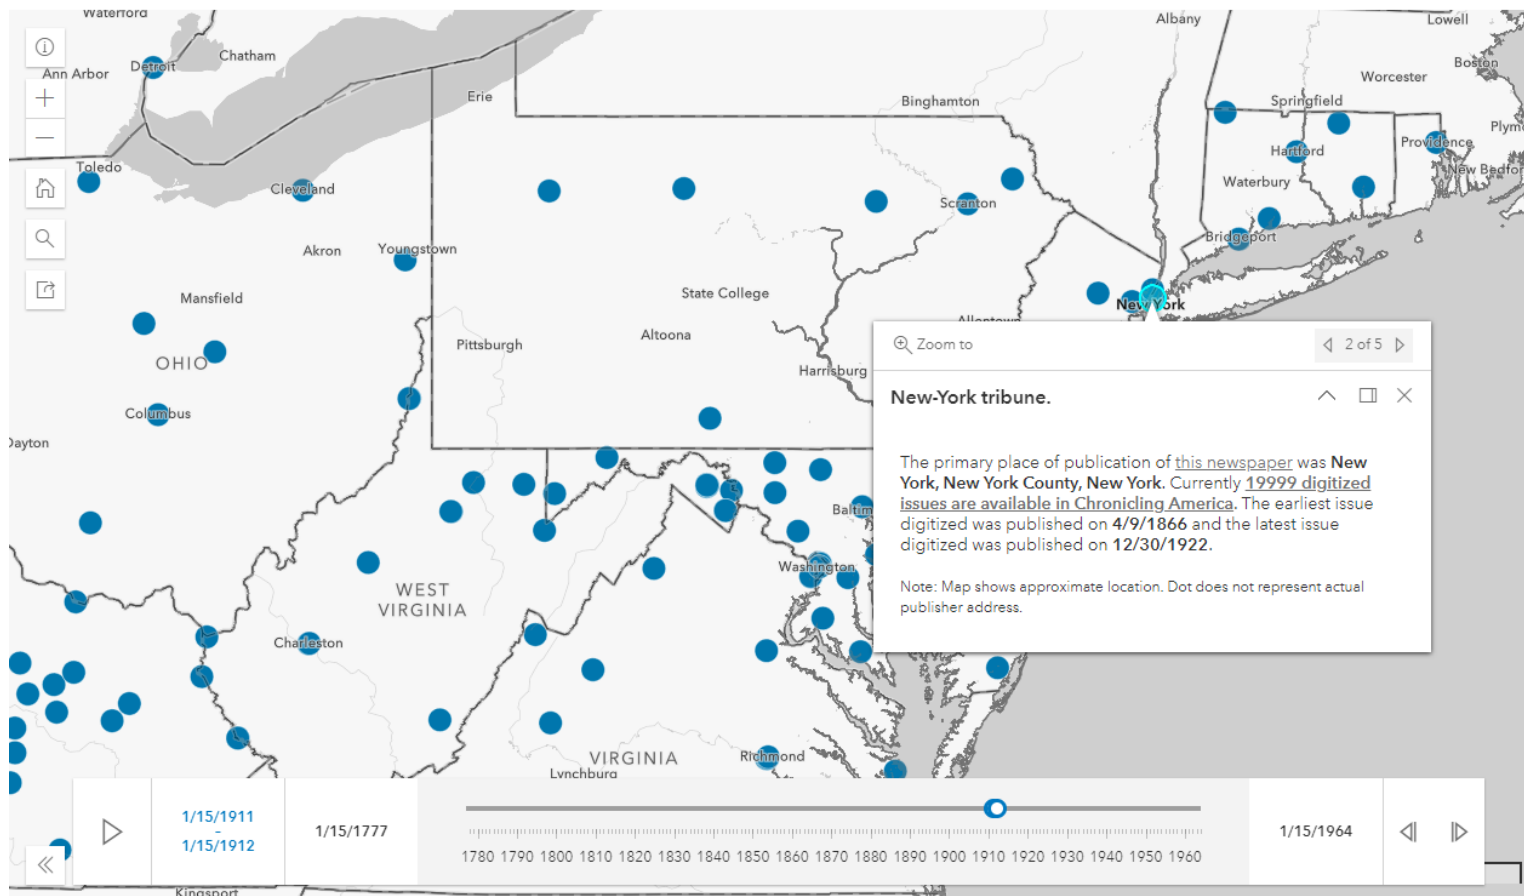 Waterford
Albany
Lowell
Chatham
Detroit
Ann Arbor
Boston
Worcester
Erie
Binghamton
Springfield
Plym
Providence
Hartford
Toledo
New Bedfor
Waterbury
Cleveland
Scranton
Bridgeport
Akron
Youngstown
State College
Mansfield
New York
Allentown
Altoona
Pittsburgh
OHIO
Harrisburg
Columbus
Dayton
Zoom to
2 of 5
New-York tribune.
The primary place of publication of this newspaper was New
York, New York County, New York. Currently 19999 digitized
issues are available in Chronicling America. The earliest issue
digitized was published on 4/9/1866 and the latest issue
digitized was published on 12/30/1922.
Note: Map shows approximate location. Dot does not represent actual
publisher address.
Baltim
Washington
WEST
VIRGINIA
Charleston
VIRGINIA
Richmond
Lynchburg
1/15/1911
-
1/15/1912
1/15/1777
1780 1790 1800 1810 1820 1830 1840 1850 1860 1870 1880 1890 1900 1910 1920 1930 1940 1950 1960
1/15/1964
Kingsport